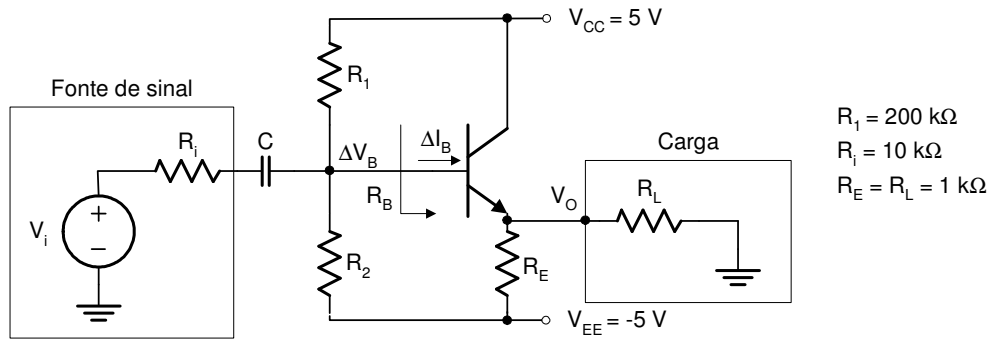 V_CC = 5 V
Fonte de sinal
R_1
R_1 = 200 kΩ
R_i = 10 kΩ
R_E = R_L = 1 kΩ
R_i
C
ΔV_B
ΔI_B
Carga
R_B
V_O
R_L
+
−
V_i
R_2
R_E
V_EE = -5 V